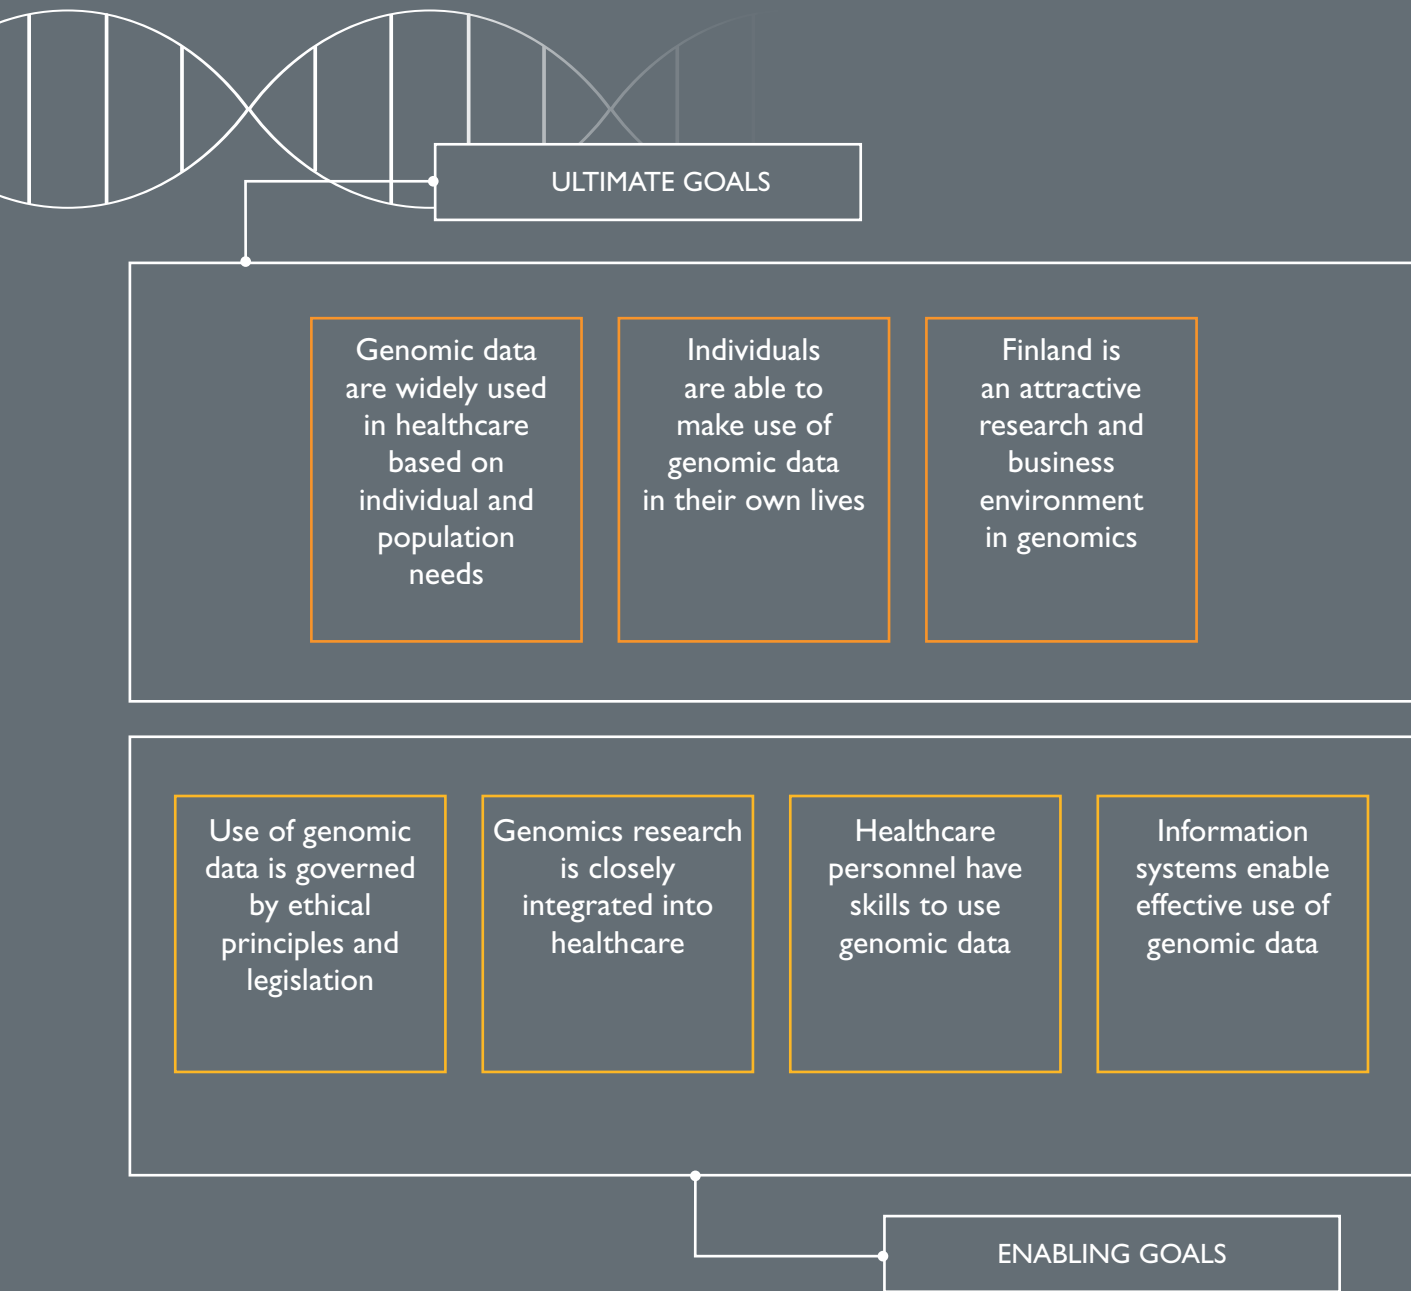 ULTIMATE GOALS
Genomic data
are widely used
in healthcare
based on
individual and
population
needs
Individuals
are able to
make use of
genomic data
in their own lives
Finland is
an attractive
research and
business
environment
in genomics
Use of genomic
data is governed
by ethical
principles and
legislation
Genomics research
is closely
integrated into
healthcare
Healthcare
personnel have
skills to use
genomic data
Information
systems enable
effective use of
genomic data
ENABLING GOALS